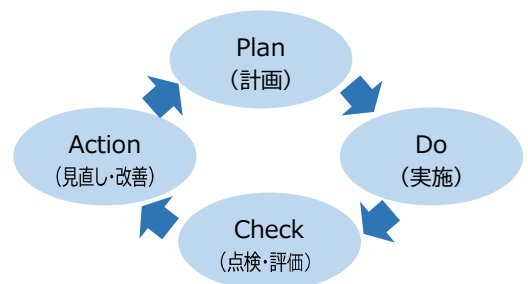 Plan
（計画）
Do
（実施）
Check
（点検・評価）
Action
（見直し・改善）